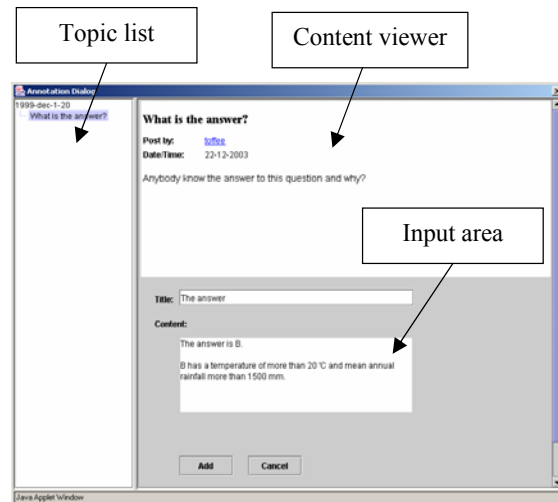 Topic list
Content viewer
Annotation Dialog
1999-dec-1-20
What is the answer?
What is the answer?
Post by: toffee
Date/Time: 22-12-2003
Anybody know the answer to this question and why?
Input area
Title: The answer
Content:
The answer is B.
B has a temperature of more than 20 °C and mean annual
rainfall more than 1500 mm.
Add Cancel
Java Applet Window